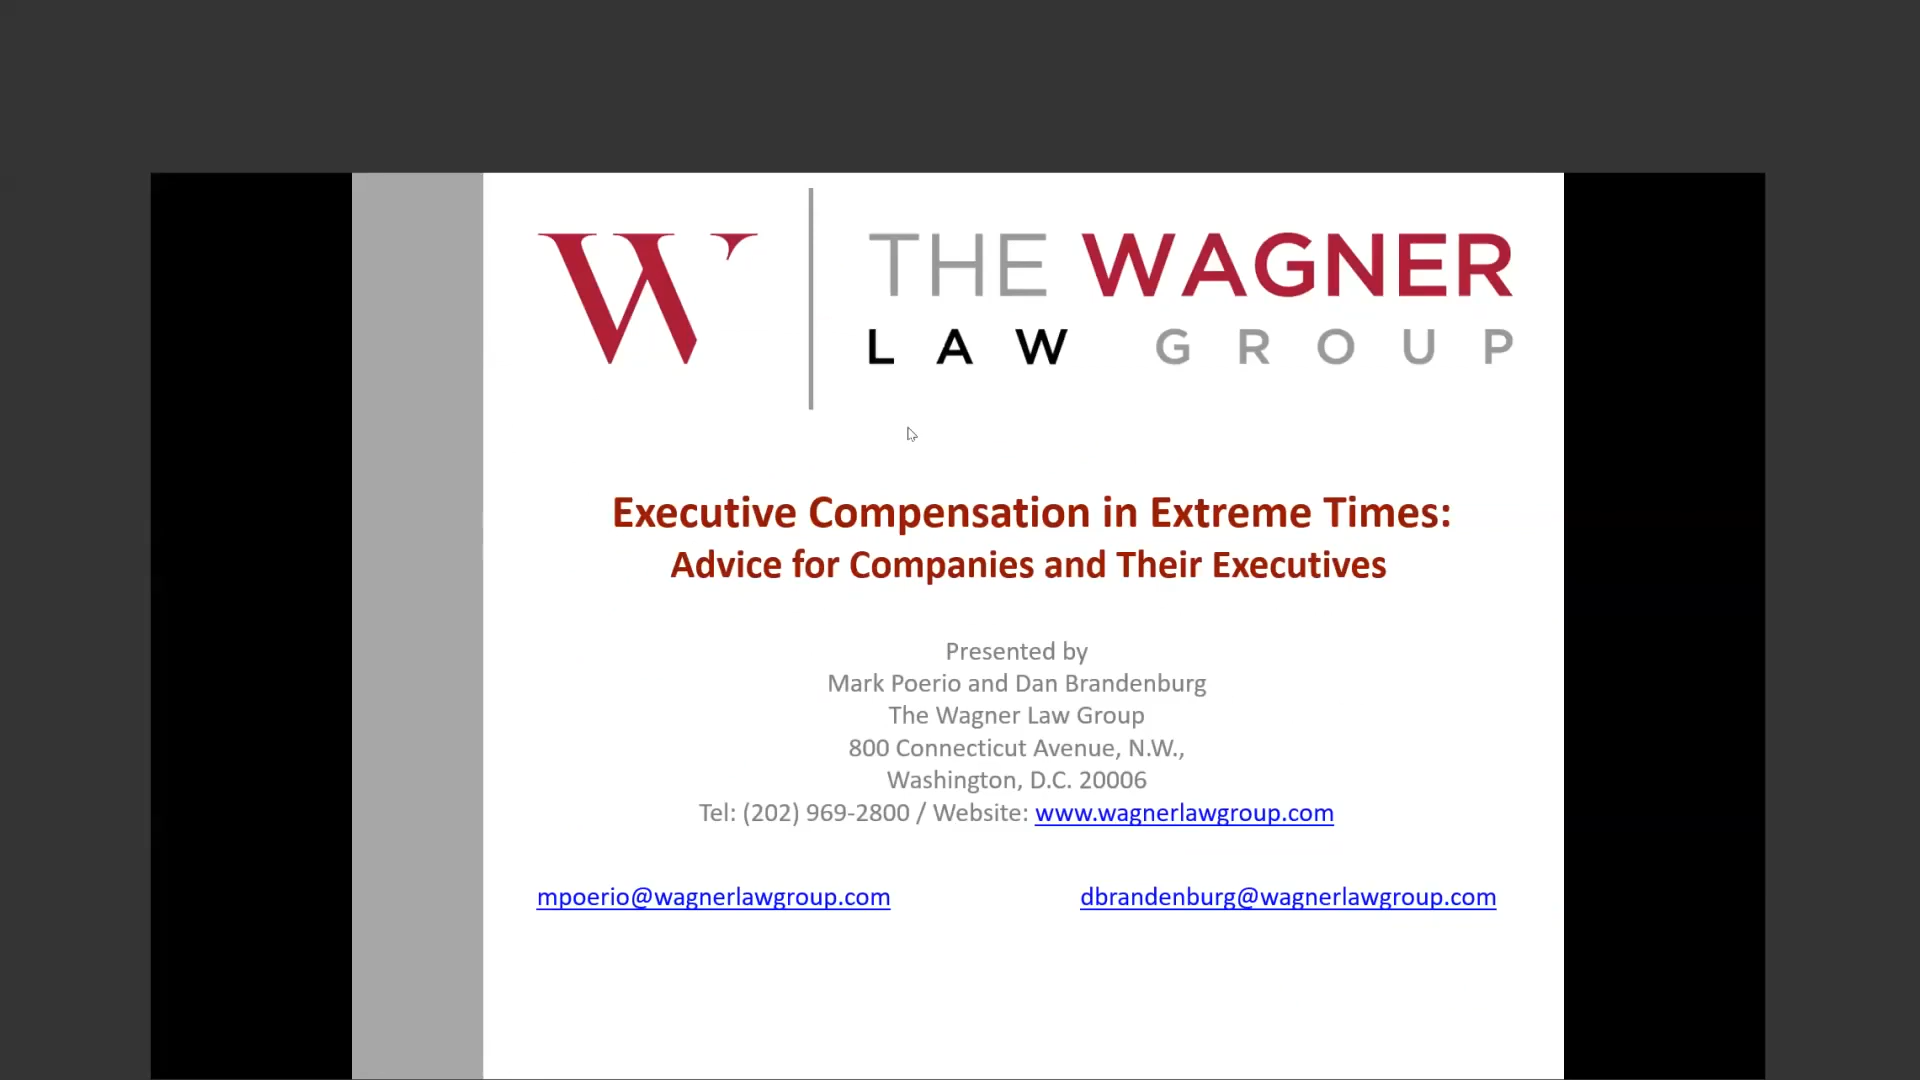 W
THE WAGNER
LAW GROUP
Executive Compensation in Extreme Times:
Advice for Companies and Their Executives
Presented by
Mark Poerio and Dan Brandenburg
The Wagner Law Group
800 Connecticut Avenue, N.W.,
Washington, D.C. 20006
Tel: (202) 969-2800 / Website: www.wagnerlawgroup.com
mpoerio@wagnerlawgroup.com dbrandenburg@wagnerlawgroup.com